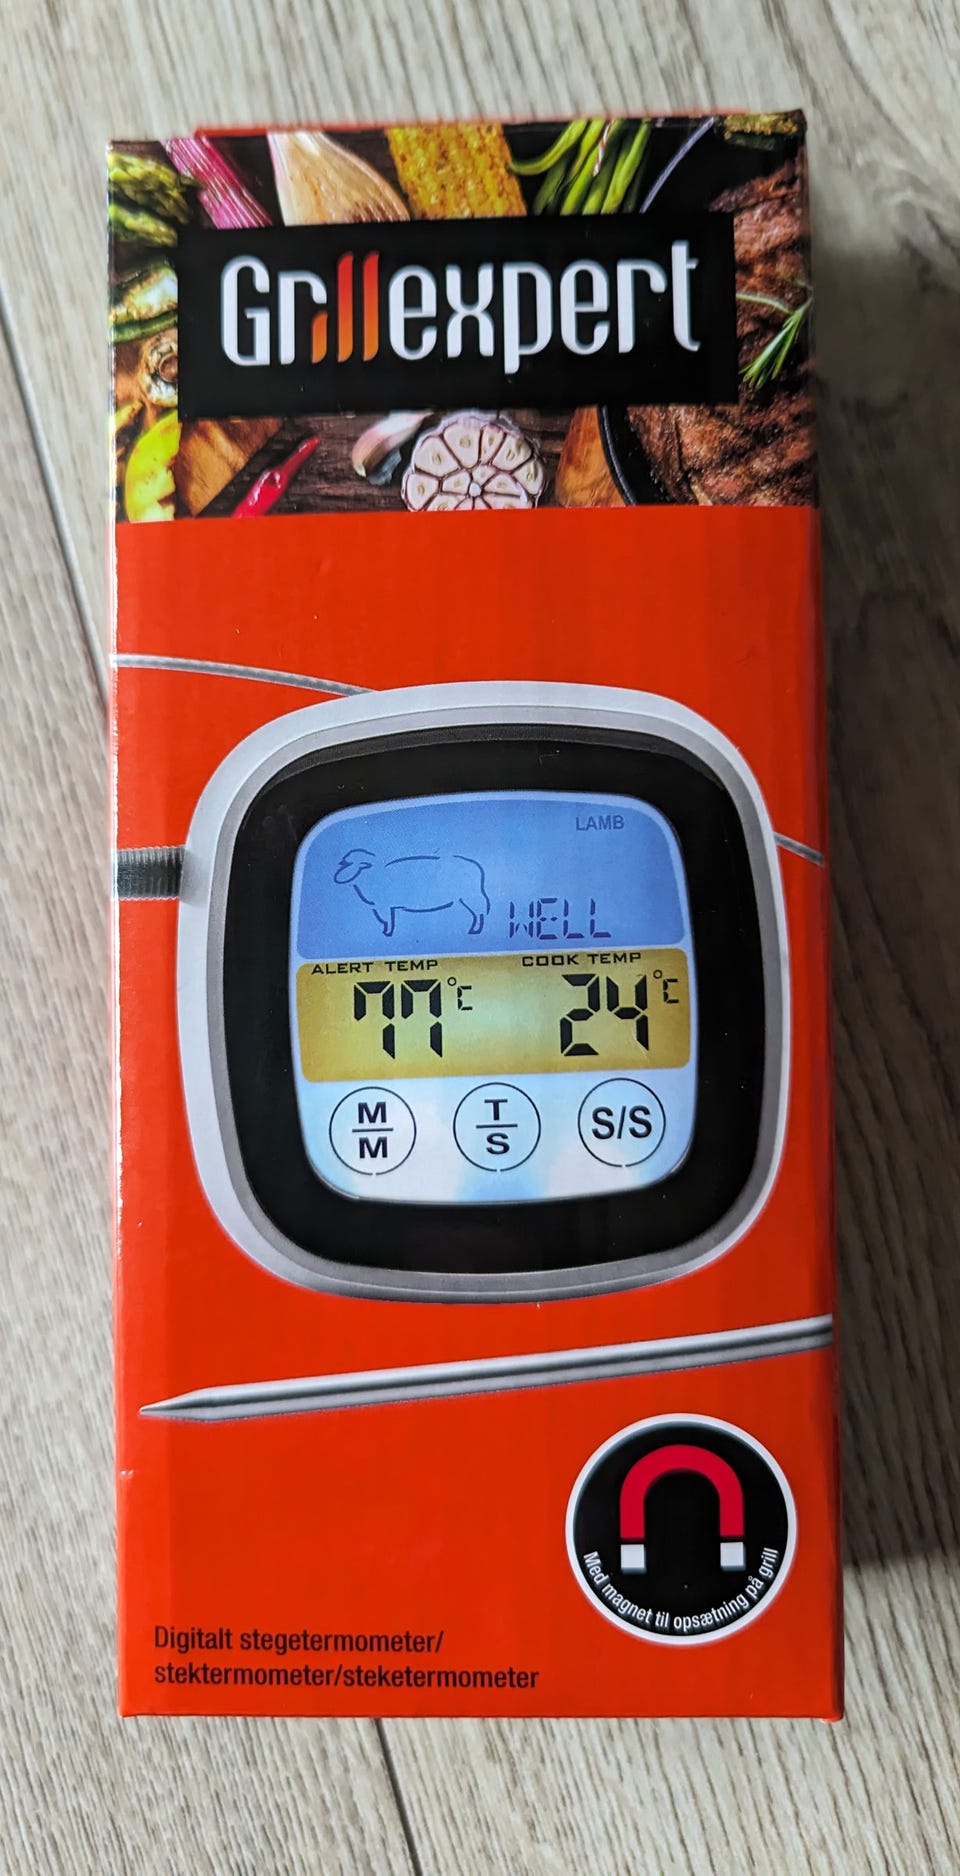 Grillexpert
LAMB
WELL
ALERT TEMP COOK TEMP
77°C 24°C
M/M T/S S/S
Med magnet til opsætning på grill
Digitalt stegetermometer/
stektermometer/steketermometer